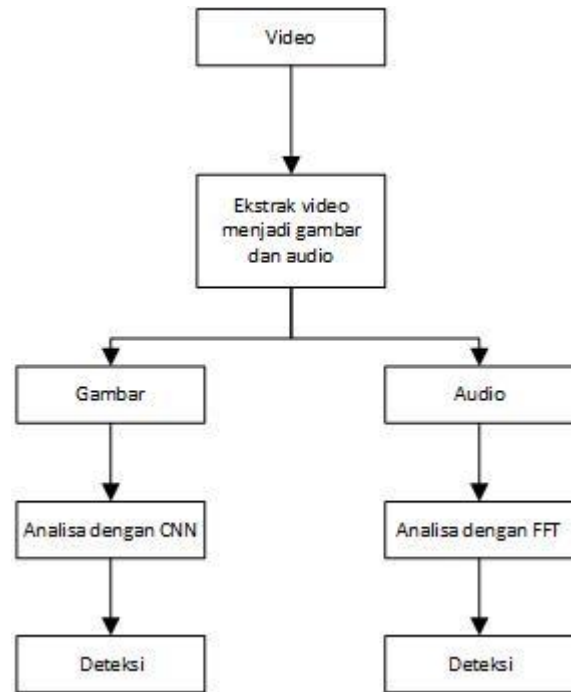 Video
Ekstrak video
menjadi gambar
dan audio
Gambar
Audio
Analisa dengan CNN
Analisa dengan FFT
Deteksi
Deteksi